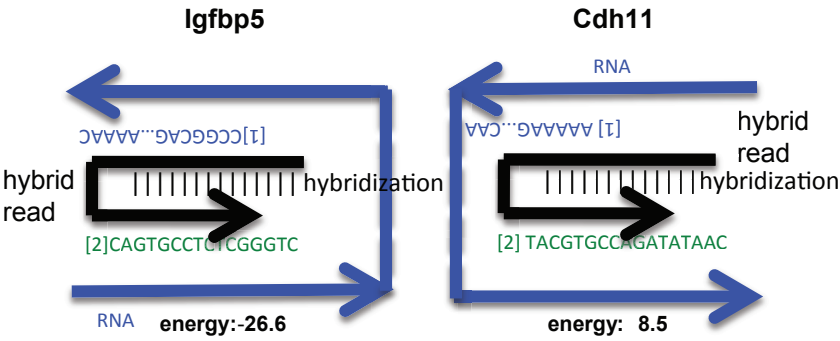 Igfbp5
Cdh11
RNA
[1]CCGGCAG...AAAAC
[1] AAAAAG...CAA
hybrid
read
hybridization
hybrid
read
hybridization
[2]CAGTGCCTCTCGGGTC
[2] TACGTGCCAGATATAAC
RNA
energy:-26.6
energy: 8.5